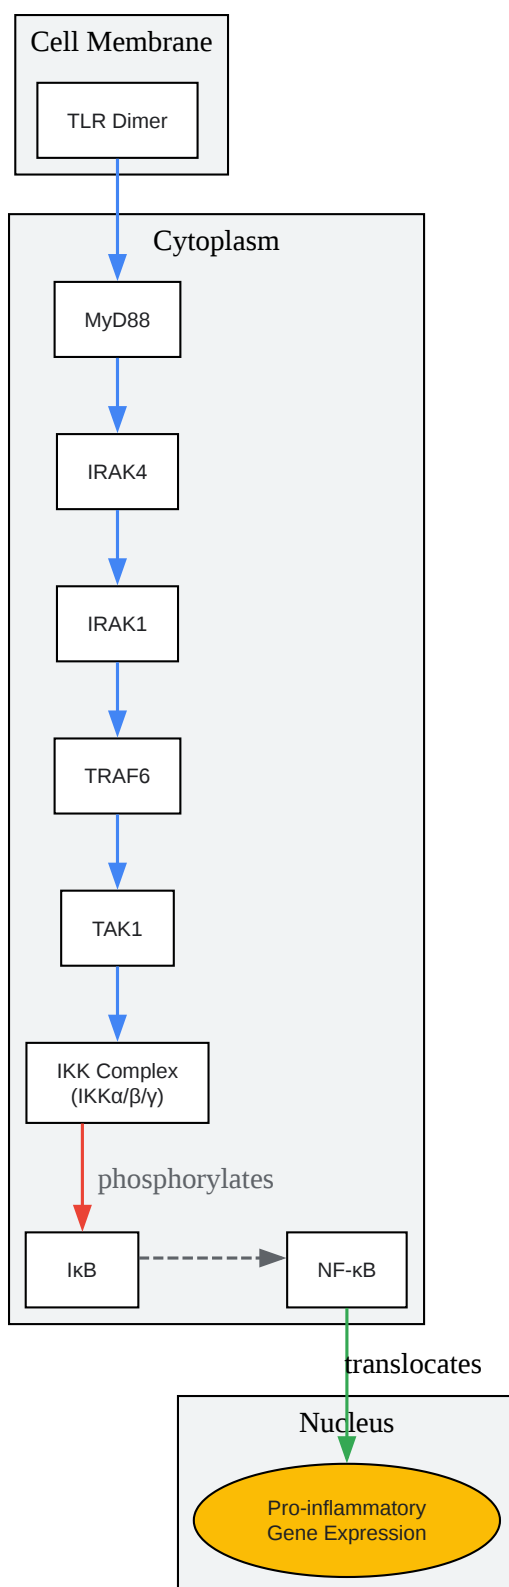 Cell Membrane
TLR Dimer
Cytoplasm
MyD88
IRAK4
IRAK1
TRAF6
TAK1
IKK Complex
(IKKα/β/γ)
phosphorylates
IκB
NF-κB
translocates
Nucleus
Pro-inflammatory
Gene Expression